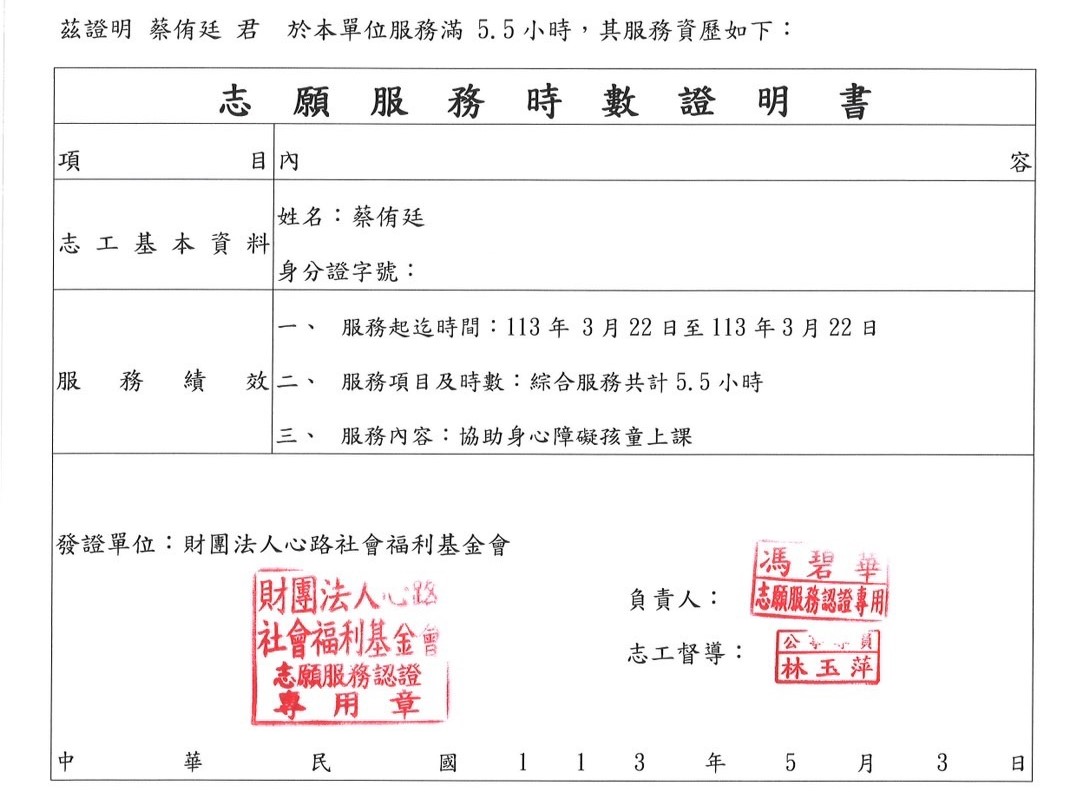 茲證明 蔡侑廷 君 於本單位服務滿 5.5 小時，其服務資歷如下：
志願服務時數證明書
項目 內容
志工基本資料
姓名：蔡侑廷
身分證字號：
服務績效
一、 服務起迄時間：113 年 3 月 22 日至 113 年 3 月 22 日
二、 服務項目及時數：綜合服務共計 5.5 小時
三、 服務內容：協助身心障礙孩童上課
發證單位：財團法人心路社會福利基金會
財團法人心路
社會福利基金會
志願服務認證
專用章
負責人：
馮碧華
志願服務認證專用
志工督導：
林玉萍
中華民國 113 年 5 月 3 日